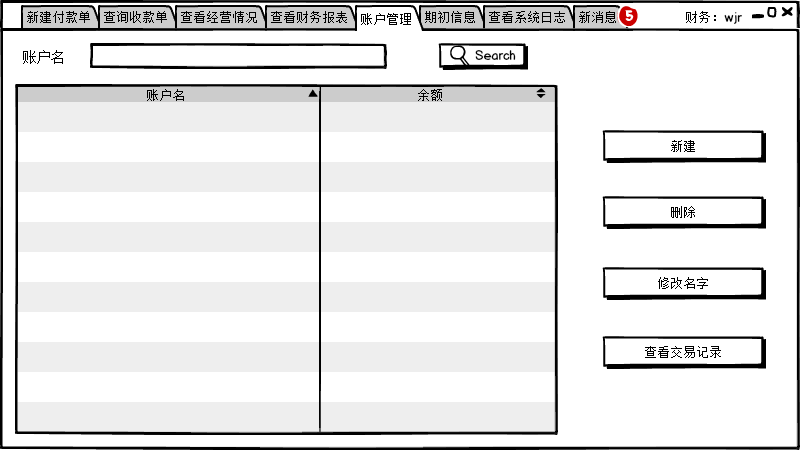 新建付款单 查询收款单 查看经营情况 查看财务报表 账户管理 期初信息 查看系统日志 新消息 5 财务：wjr
账户名 Search
账户名 余额
新建
删除
修改名字
查看交易记录